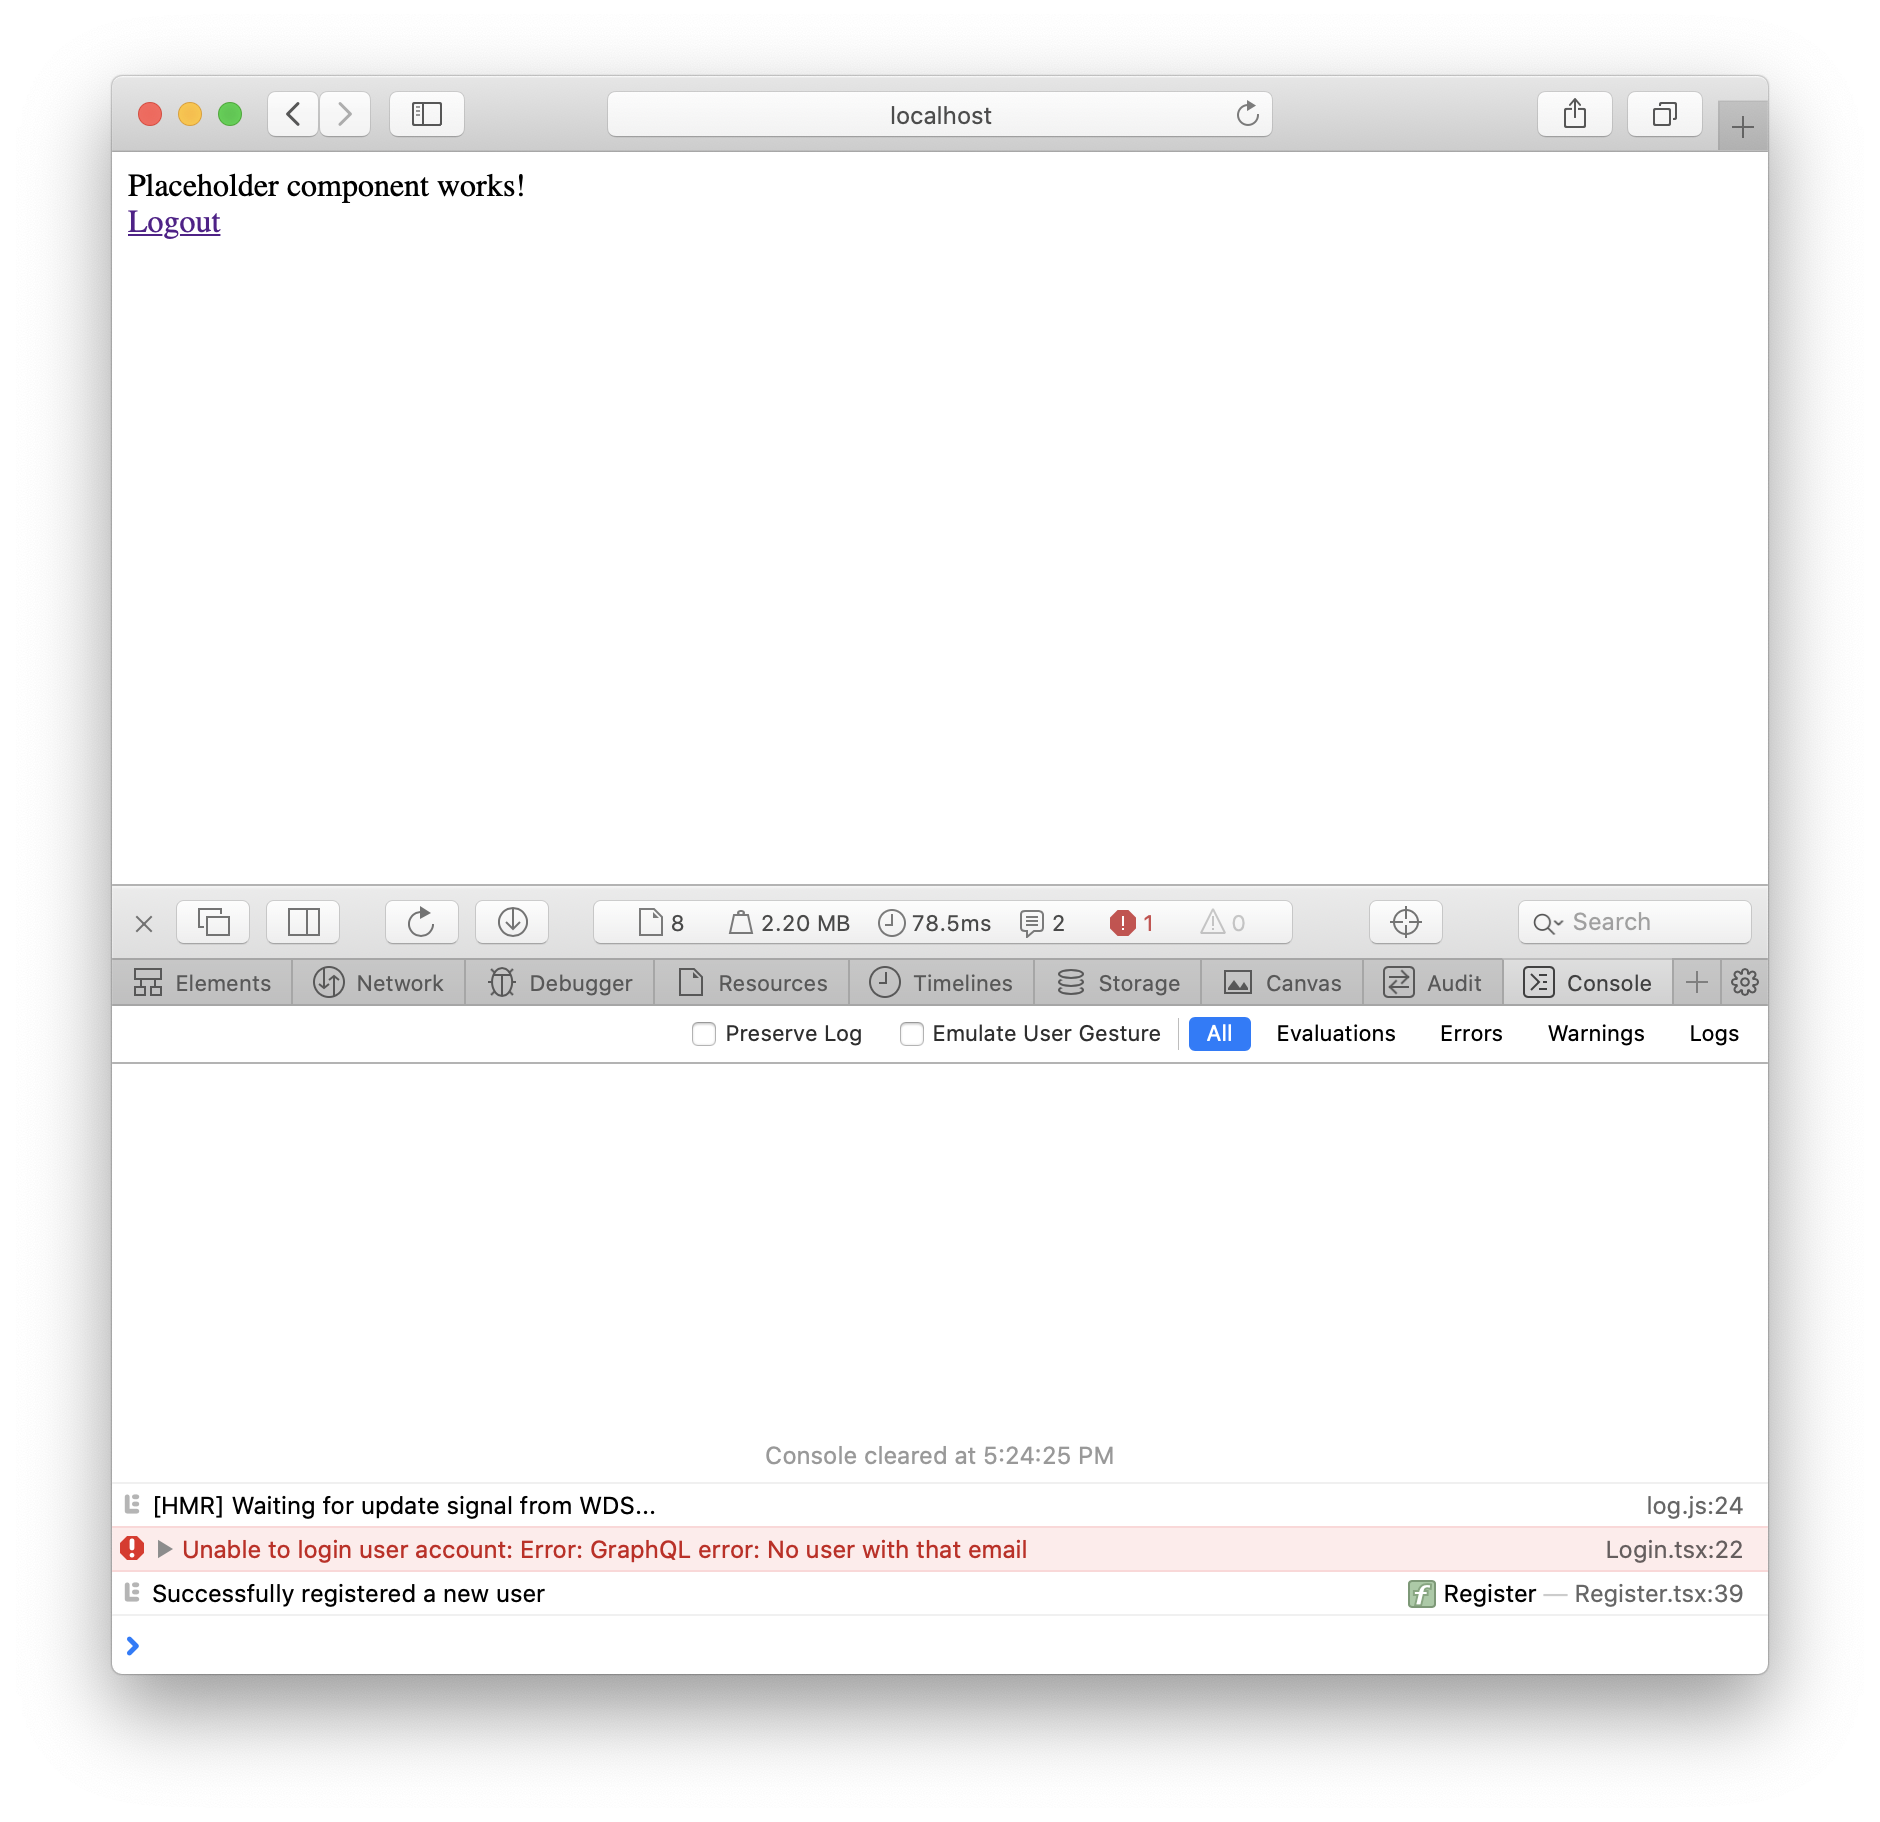 localhost
Placeholder component works!
Logout
8 2.20 MB 78.5ms 2 1 0 Search
Elements Network Debugger Resources Timelines Storage Canvas Audit Console
Preserve Log Emulate User Gesture All Evaluations Errors Warnings Logs
Console cleared at 5:24:25 PM
[HMR] Waiting for update signal from WDS... log.js:24
Unable to login user account: Error: GraphQL error: No user with that email Login.tsx:22
Successfully registered a new user f Register — Register.tsx:39